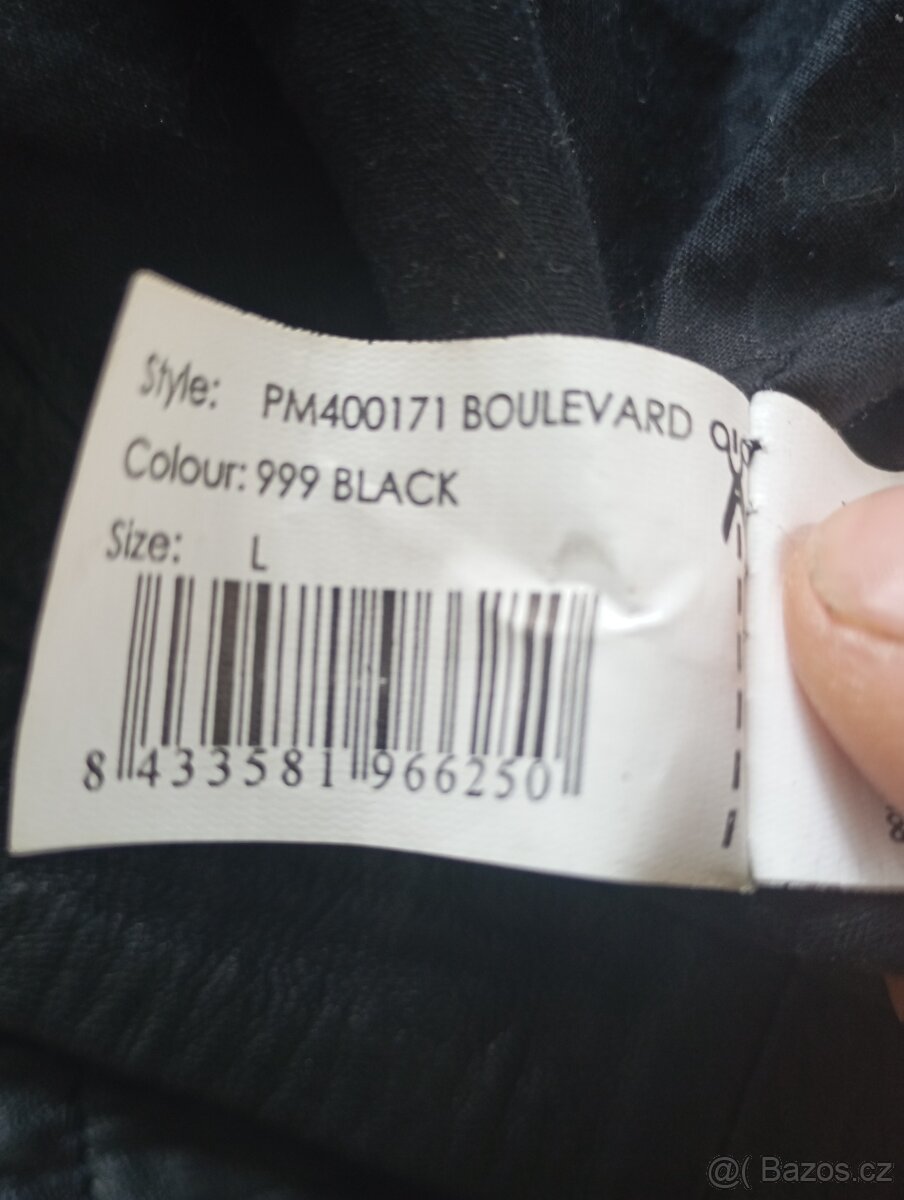 Style: PM400171 BOULEVARD
Colour: 999 BLACK
Size: L
8 433581 966250
@( Bazos.cz